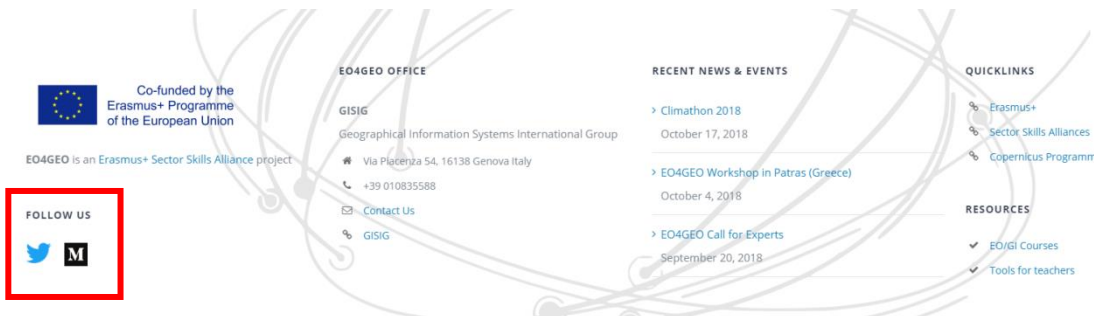 Co-funded by the
Erasmus+ Programme
of the European Union
EO4GEO is an Erasmus+ Sector Skills Alliance project
FOLLOW US
M
EO4GEO OFFICE
GISIG
Geographical Information Systems International Group
Via Piacenza 54, 16138 Genova Italy
+39 010835588
Contact Us
GISIG
RECENT NEWS & EVENTS
> Climathon 2018
October 17, 2018
> EO4GEO Workshop in Patras (Greece)
October 4, 2018
> EO4GEO Call for Experts
September 20, 2018
QUICKLINKS
Erasmus+
Sector Skills Alliances
Copernicus Programm
RESOURCES
EO/GI Courses
Tools for teachers